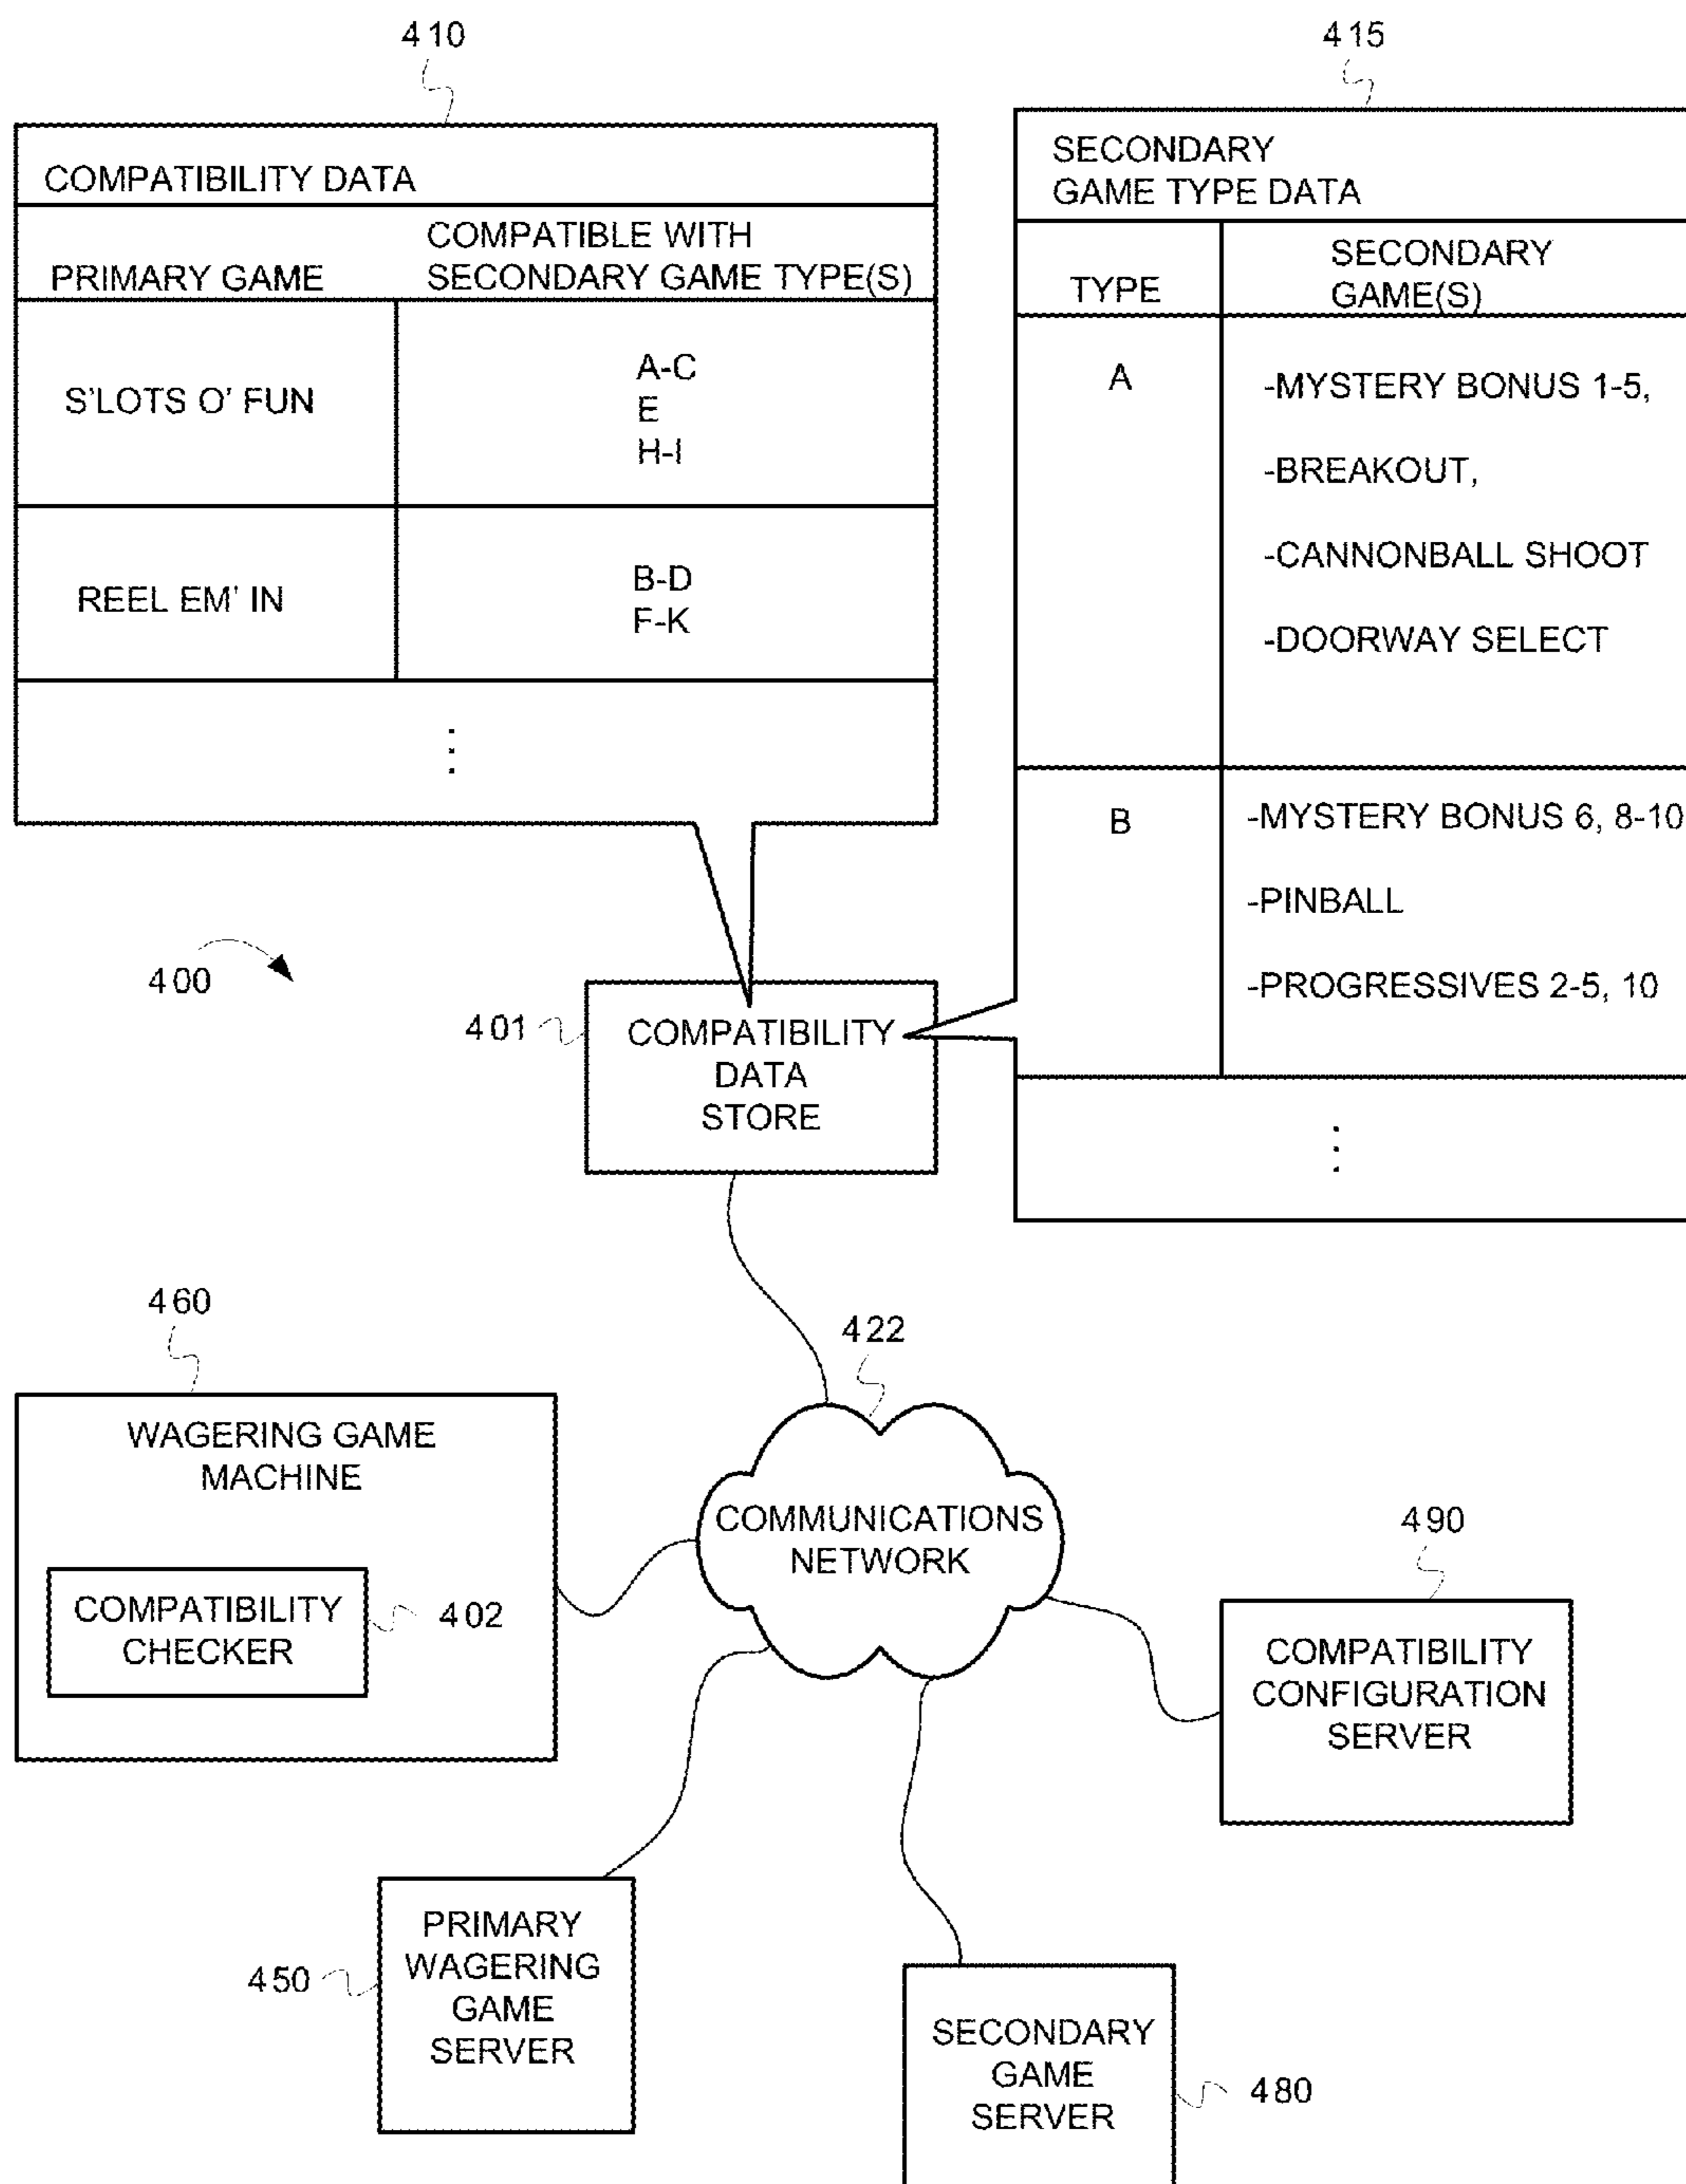 410
COMPATIBILITY DATA
PRIMARY GAME
COMPATIBLE WITH
SECONDARY GAME TYPE(S)
S'LOTS O' FUN
A-C
E
H-I
REEL EM' IN
B-D
F-K
415
SECONDARY
GAME TYPE DATA
TYPE
SECONDARY
GAME(S)
A
-MYSTERY BONUS 1-5,
-BREAKOUT,
-CANNONBALL SHOOT
-DOORWAY SELECT
B
-MYSTERY BONUS 6, 8-10
-PINBALL
-PROGRESSIVES 2-5, 10
400
401
COMPATIBILITY
DATA
STORE
460
WAGERING GAME
MACHINE
COMPATIBILITY
CHECKER
402
422
COMMUNICATIONS
NETWORK
490
COMPATIBILITY
CONFIGURATION
SERVER
450
PRIMARY
WAGERING
GAME
SERVER
SECONDARY
GAME
SERVER
480